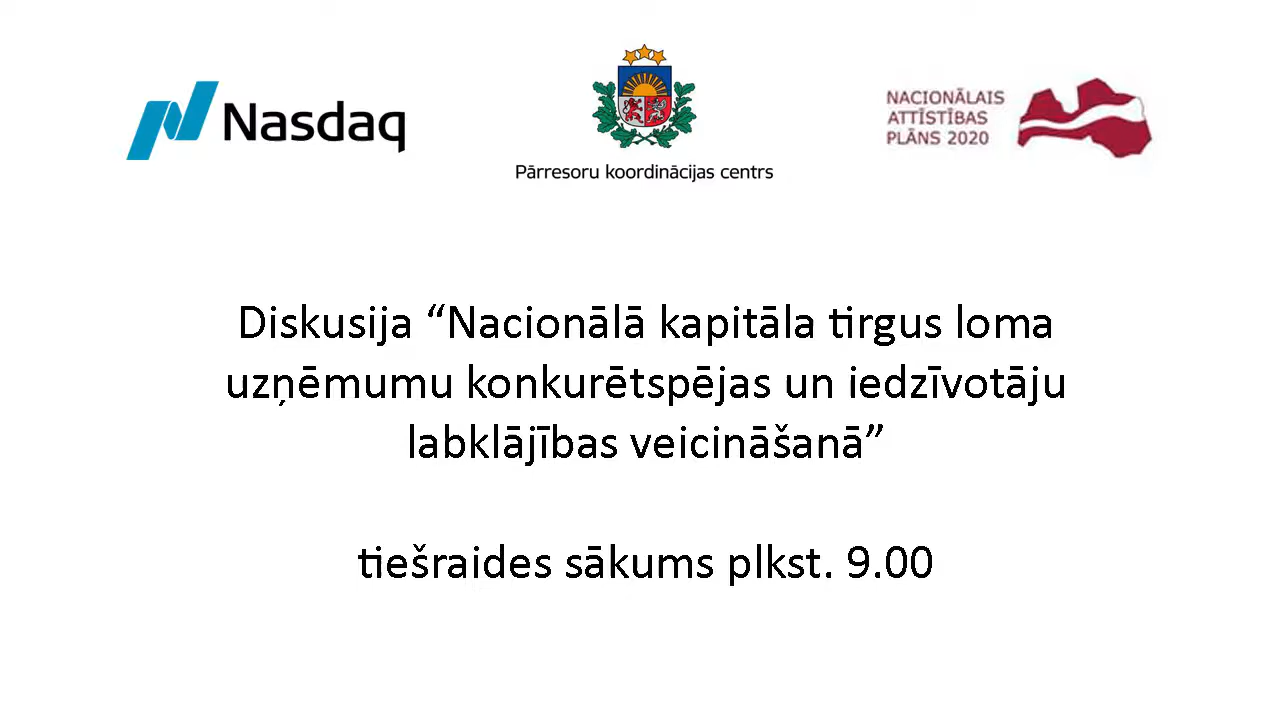 Nasdaq
Pārresoru koordinācijas centrs
NACIONĀLAIS
ATTĪSTĪBAS
PLĀNS 2020
Diskusija “Nacionālā kapitāla tirgus loma
uzņēmumu konkurētspējas un iedzīvotāju
labklājības veicināšanā”
tiešraides sākums plkst. 9.00